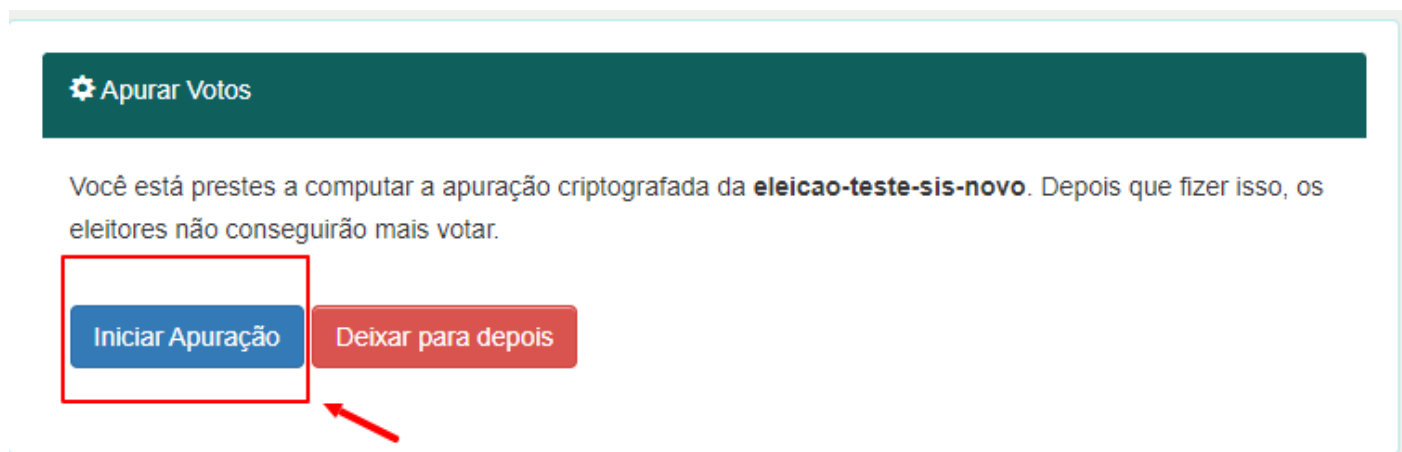 Apurar Votos
Você está prestes a computar a apuração criptografada da eleicao-teste-sis-novo. Depois que fizer isso, os
eleitores não conseguirão mais votar.
Iniciar Apuração Deixar para depois